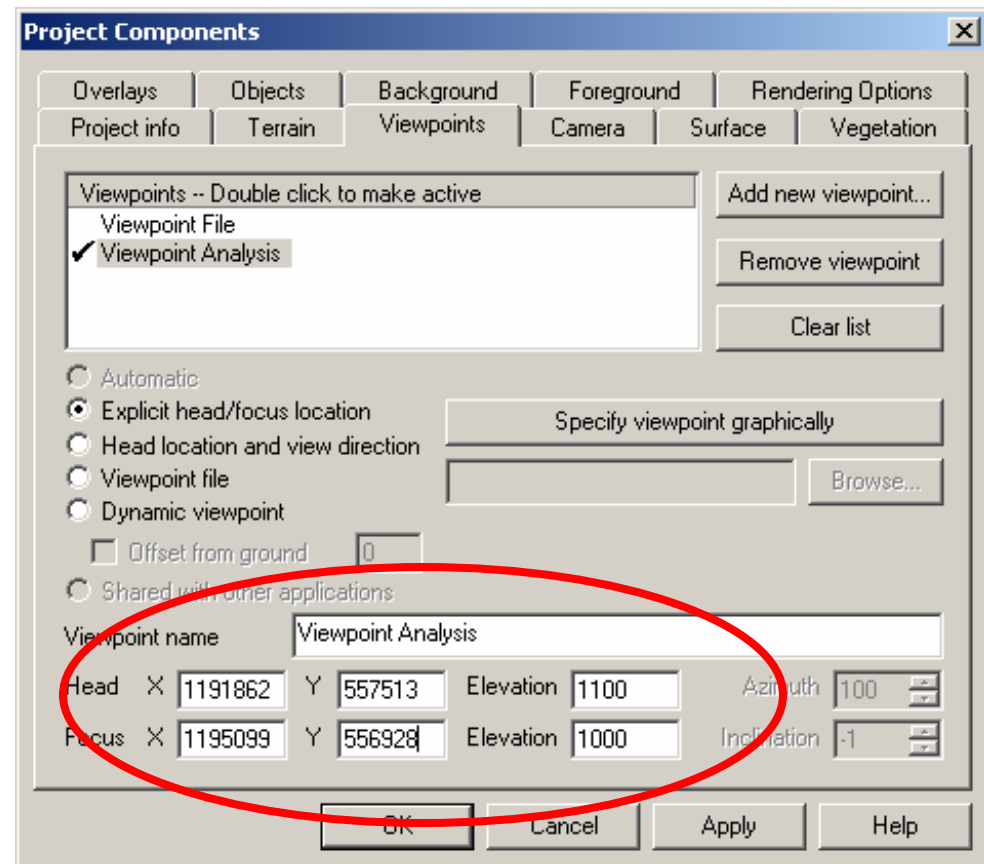 Project Components
Overlays Objects Background Foreground Rendering Options
Project info Terrain Viewpoints Camera Surface Vegetation
Viewpoints -- Double click to make active
Viewpoint File
Viewpoint Analysis
Add new viewpoint...
Remove viewpoint
Clear list
Automatic
Explicit head/focus location
Specify viewpoint graphically
Head location and view direction
Viewpoint file
Browse...
Dynamic viewpoint
Offset from ground 0
Shared with other applications
Viewpoint name Viewpoint Analysis
Head X 1191862 Y 557513 Elevation 1100 Azimuth 100
Focus X 1195099 Y 556928 Elevation 1000 Inclination -1
OK Cancel Apply Help